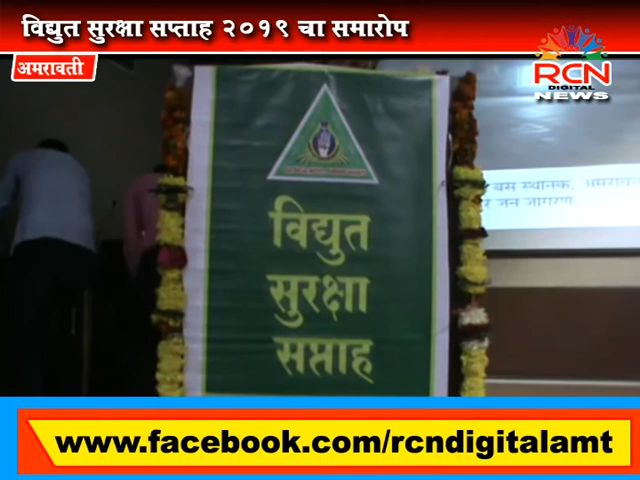 विद्युत सुरक्षा सप्ताह २०१९ चा समारोप
अमरावती
RCN
DIGITAL
NEWS
बस स्थानक, अमरावती
र जन जागरण
विद्युत
सुरक्षा
सप्ताह
www.facebook.com/rcndigitalamt